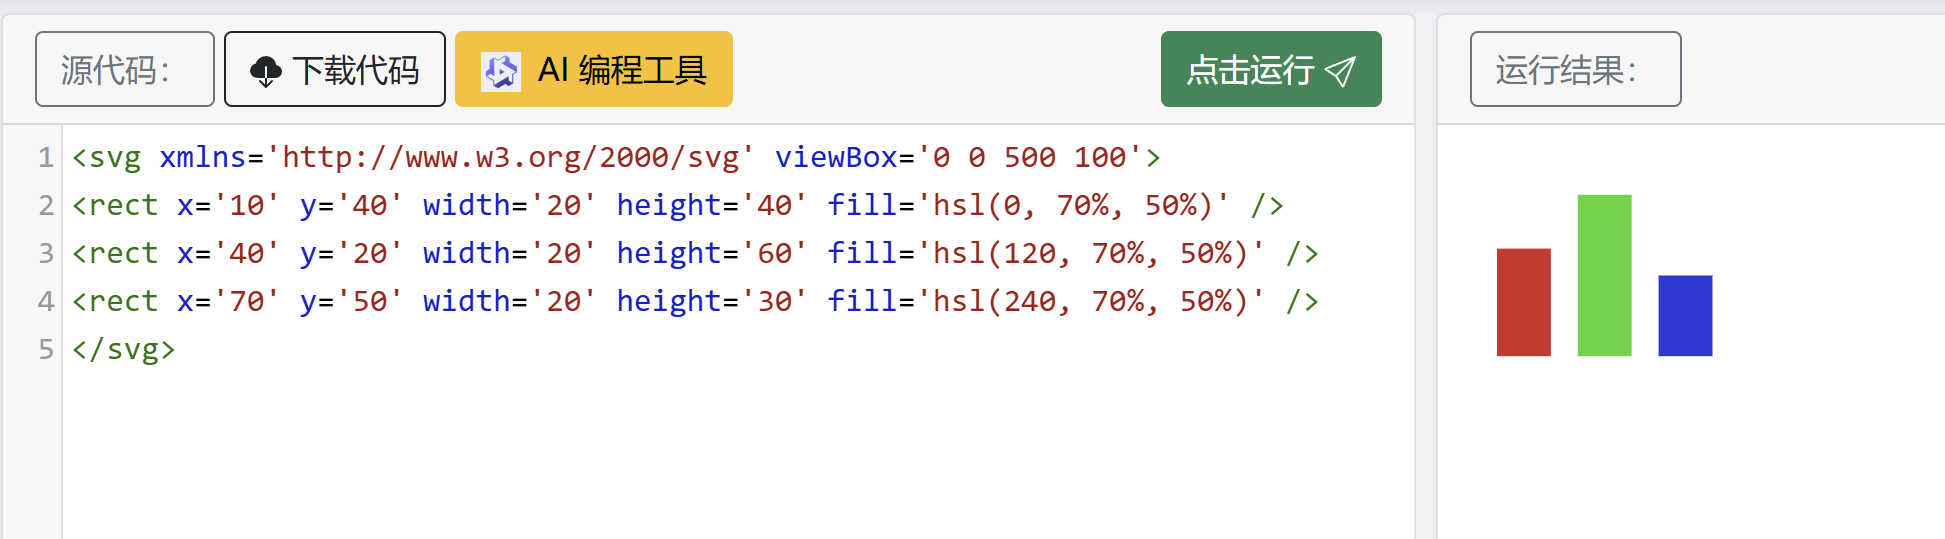 源代码： 下载代码 AI 编程工具 点击运行 运行结果：
1 <svg xmlns='http://www.w3.org/2000/svg' viewBox='0 0 500 100'>
2 <rect x='10' y='40' width='20' height='40' fill='hsl(0, 70%, 50%)' />
3 <rect x='40' y='20' width='20' height='60' fill='hsl(120, 70%, 50%)' />
4 <rect x='70' y='50' width='20' height='30' fill='hsl(240, 70%, 50%)' />
5 </svg>